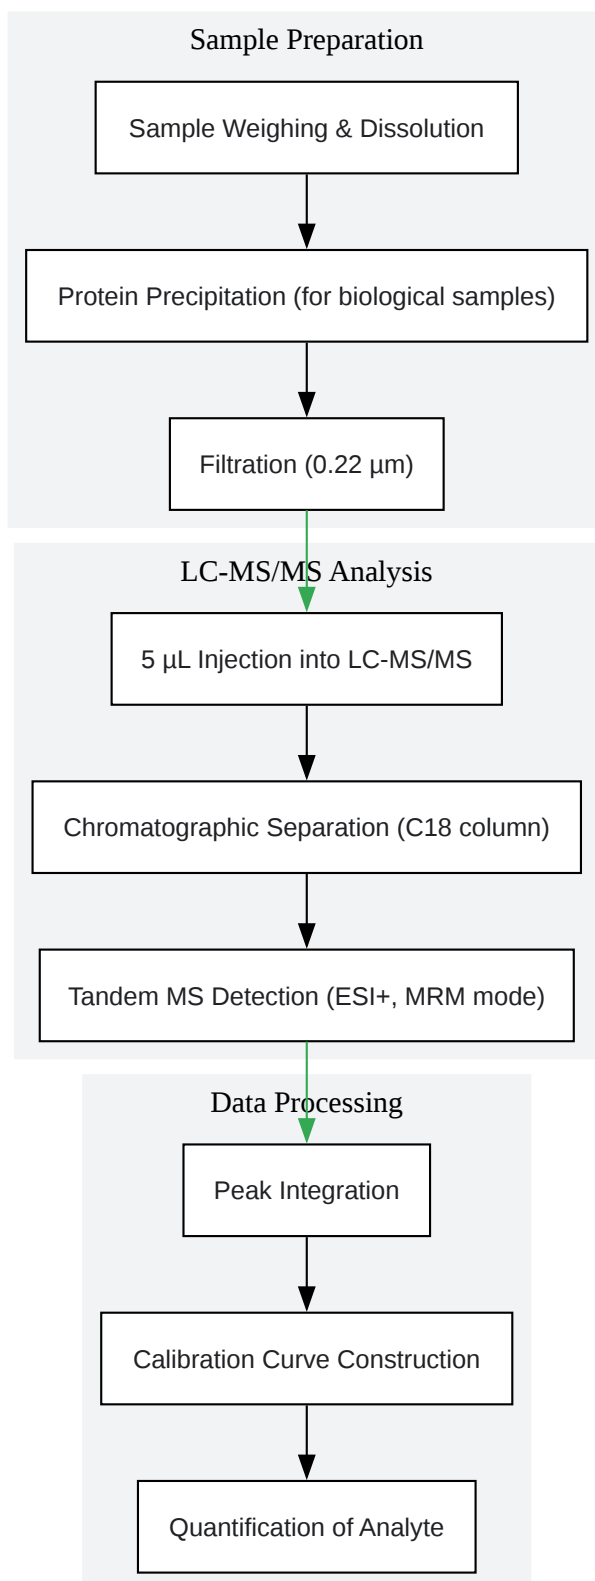 Sample Preparation
Sample Weighing & Dissolution
Protein Precipitation (for biological samples)
Filtration (0.22 µm)
LC-MS/MS Analysis
5 µL Injection into LC-MS/MS
Chromatographic Separation (C18 column)
Tandem MS Detection (ESI+, MRM mode)
Data Processing
Peak Integration
Calibration Curve Construction
Quantification of Analyte